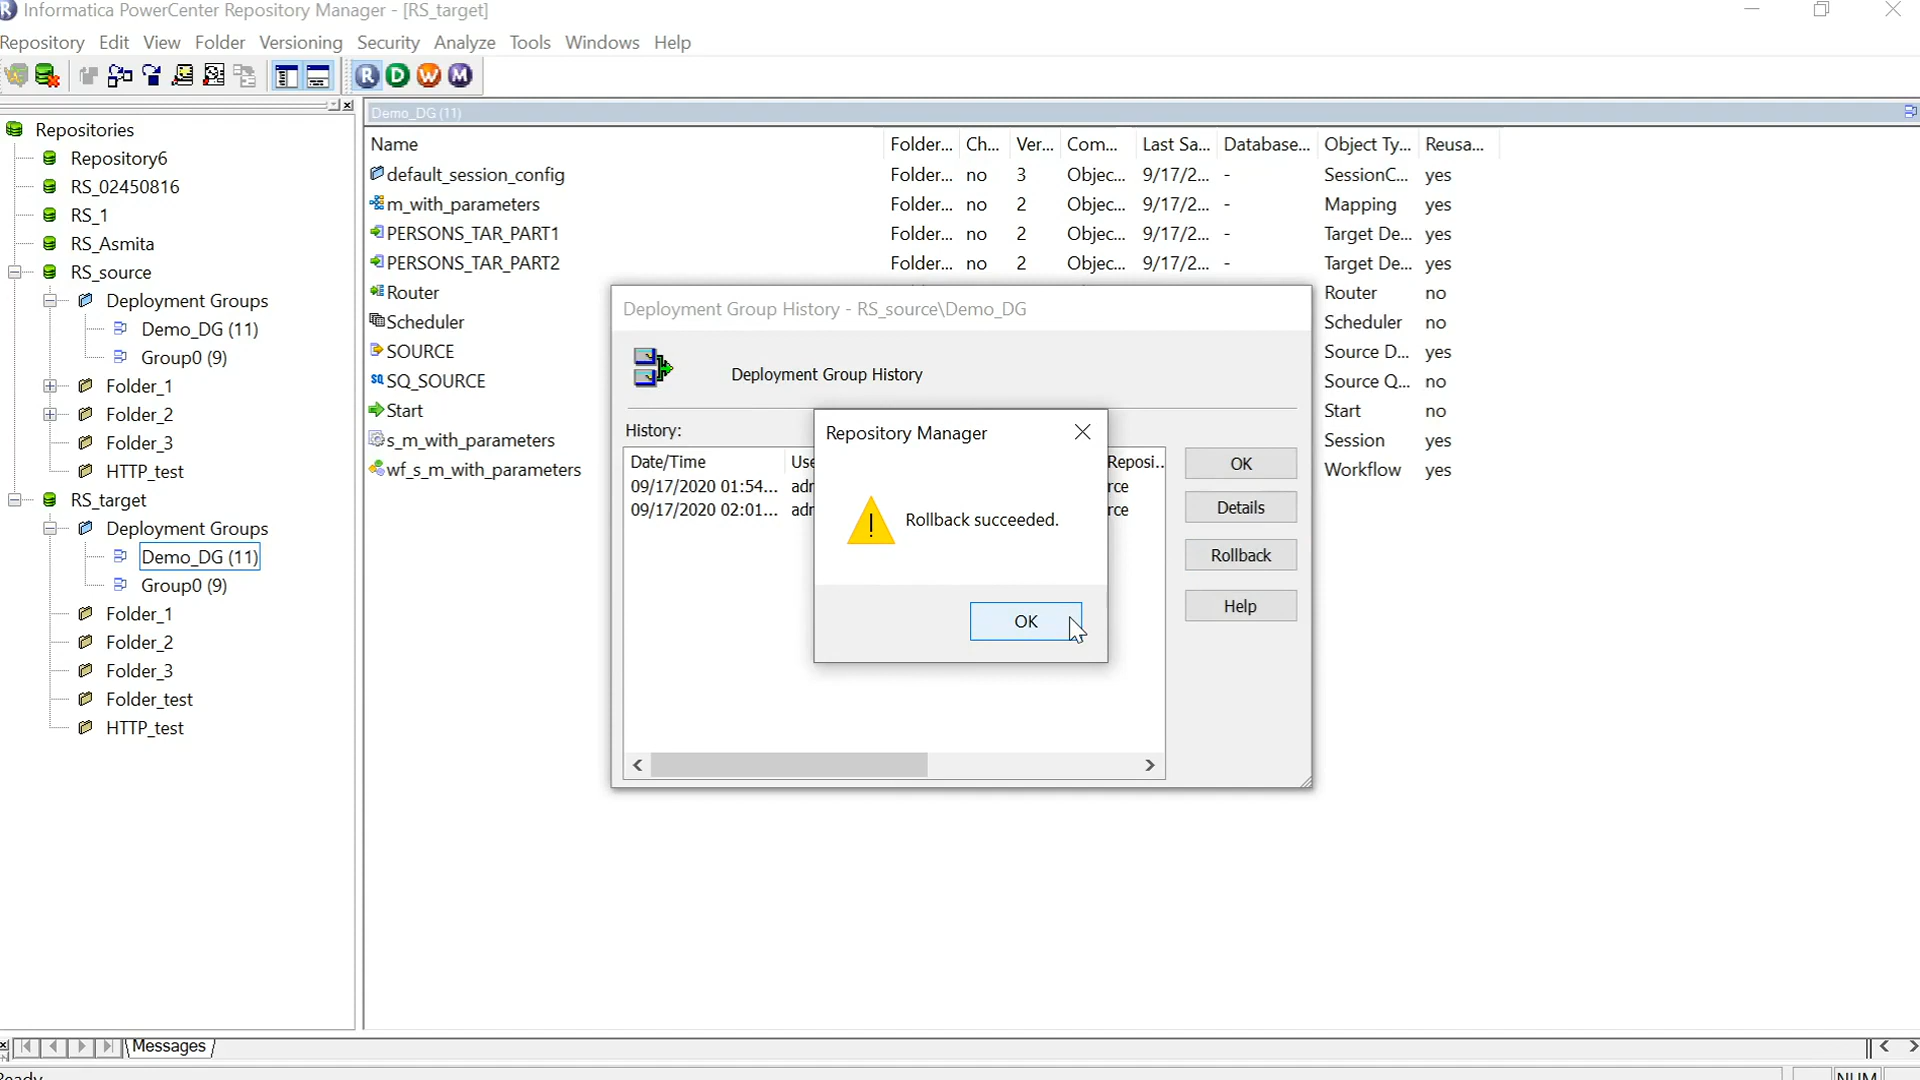 Informatica PowerCenter Repository Manager - [RS_target]
Repository Edit View Folder Versioning Security Analyze Tools Windows Help
R D W M
Repositories
Repository6
RS_02450816
RS_1
RS_Asmita
RS_source
Deployment Groups
Demo_DG (11)
Group0 (9)
Folder_1
Folder_2
Folder_3
HTTP_test
RS_target
Deployment Groups
Demo_DG (11)
Group0 (9)
Folder_1
Folder_2
Folder_3
Folder_test
HTTP_test
Demo_DG (11)
Name Folder... Ch... Ver... Com... Last Sa... Database... Object Ty... Reusa...
default_session_config Folder... no 3 Objec... 9/17/2... - SessionC... yes
m_with_parameters Folder... no 2 Objec... 9/17/2... - Mapping yes
PERSONS_TAR_PART1 Folder... no 2 Objec... 9/17/2... - Target De... yes
PERSONS_TAR_PART2 Folder... no 2 Objec... 9/17/2... - Target De... yes
Router Router no
Scheduler Scheduler no
SOURCE Source D... yes
SQ_SOURCE Source Q... no
Start Start no
s_m_with_parameters Session yes
wf_s_m_with_parameters Workflow yes
Deployment Group History - RS_source\Demo_DG
Deployment Group History
History:
Date/Time Use Reposi..
09/17/2020 01:54... adr rce
09/17/2020 02:01... adr rce
OK
Details
Rollback
Help
Repository Manager
Rollback succeeded.
OK
Messages
Ready
NUM